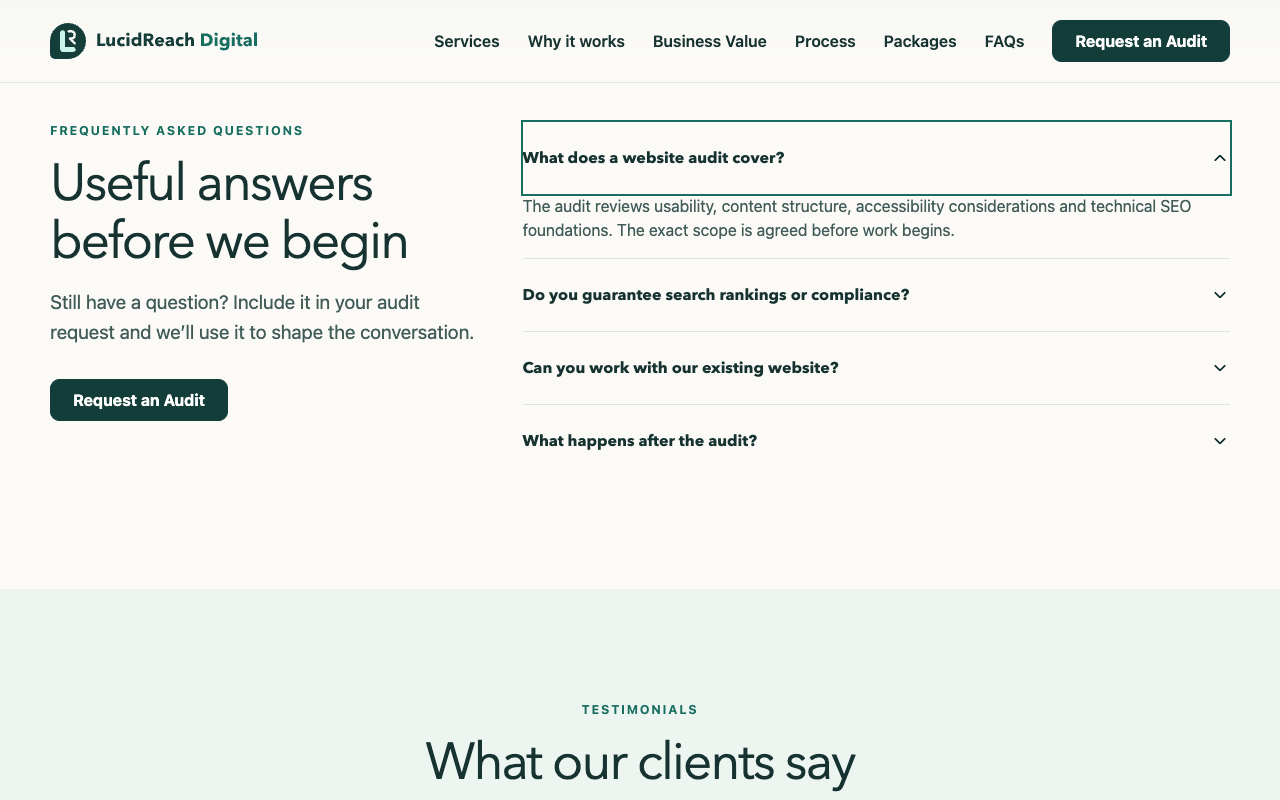 LucidReach Digital
Services
Why it works
Business Value
Process
Packages
FAQs
Request an Audit
FREQUENTLY ASKED QUESTIONS
Useful answers
before we begin
Still have a question? Include it in your audit
request and we’ll use it to shape the conversation.
Request an Audit
What does a website audit cover?
The audit reviews usability, content structure, accessibility considerations and technical SEO
foundations. The exact scope is agreed before work begins.
Do you guarantee search rankings or compliance?
Can you work with our existing website?
What happens after the audit?
TESTIMONIALS
What our clients say